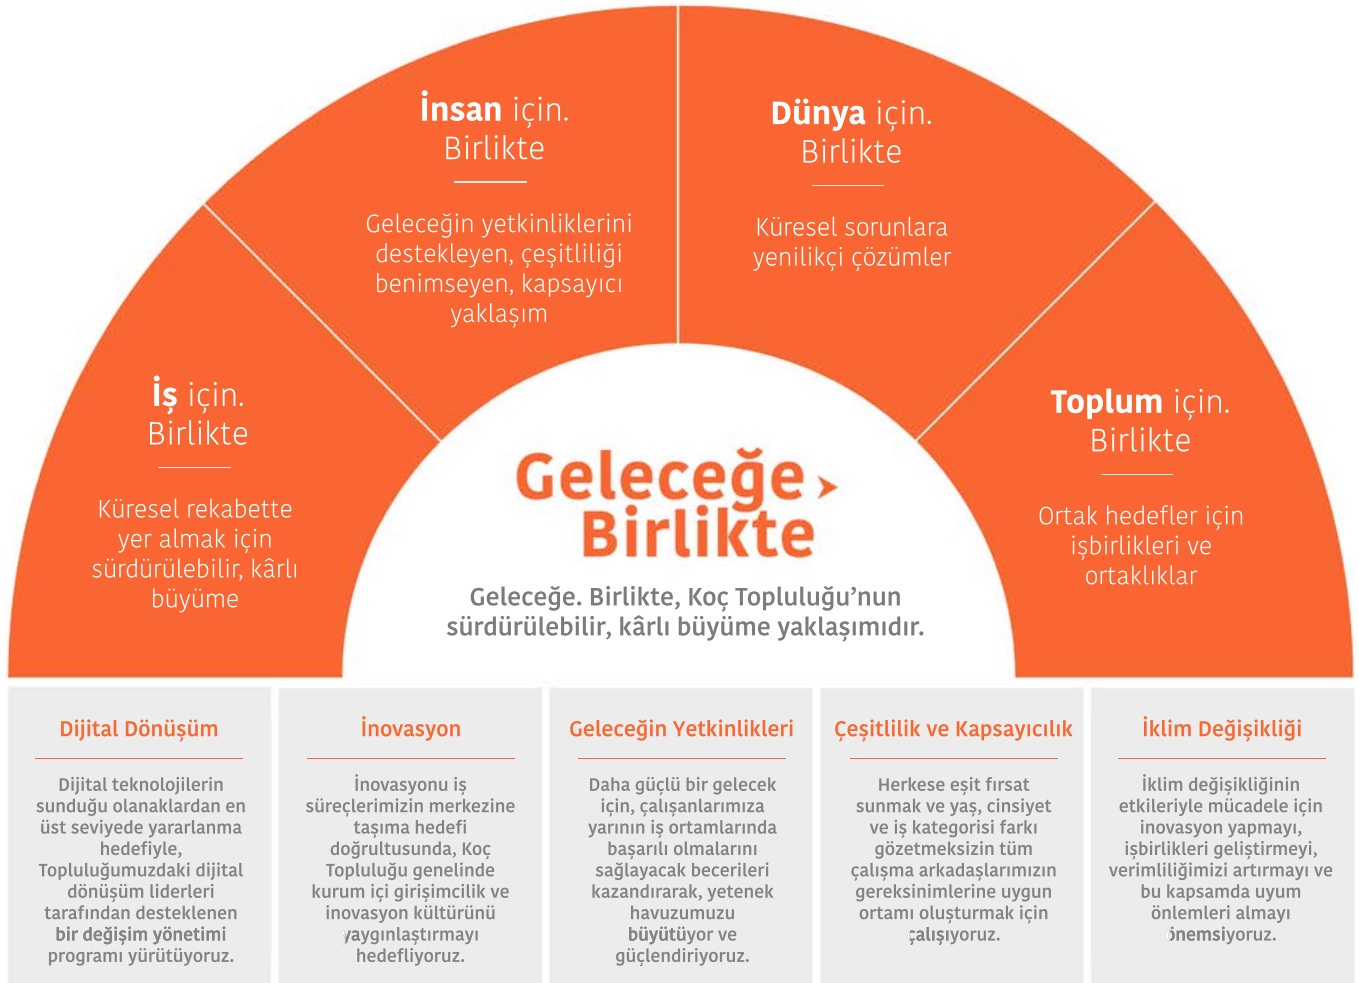 İnsan için.
Birlikte
Geleceğin yetkinliklerini
destekleyen, çeşitliliği
benimseyen, kapsayıcı
yaklaşım
Dünya için.
Birlikte
Küresel sorunlara
yenilikçi çözümler
İş için.
Birlikte
Küresel rekabette
yer almak için
sürdürülebilir, kârlı
büyüme
Toplum için.
Birlikte
Ortak hedefler için
işbirlikleri ve
ortaklıklar
Geleceğe
Birlikte
Geleceğe. Birlikte, Koç Topluluğu’nun
sürdürülebilir, kârlı büyüme yaklaşımıdır.
Dijital Dönüşüm
Dijital teknolojilerin
sunduğu olanaklardan en
üst seviyede yararlanma
hedefiyle,
Topluluğumuzdaki dijital
dönüşüm liderleri
tarafından desteklenen
bir değişim yönetimi
programı yürütüyoruz.
İnovasyon
İnovasyonu iş
süreçlerimizin merkezine
taşıma hedefi
doğrultusunda, Koç
Topluluğu genelinde
kurum içi girişimcilik ve
inovasyon kültürünü
yaygınlaştırmayı
hedefliyoruz.
Geleceğin Yetkinlikleri
Daha güçlü bir gelecek
için, çalışanlarımıza
yarının iş ortamlarında
başarılı olmalarını
sağlayacak becerileri
kazandırarak, yetenek
havuzumuzu
büyütüyor ve
güçlendiriyoruz.
Çeşitlilik ve Kapsayıcılık
Herkese eşit fırsat
sunmak ve yaş, cinsiyet
ve iş kategorisi farkı
gözetmeksizin tüm
çalışma arkadaşlarımızın
gereksinimlerine uygun
ortamı oluşturmak için
çalışıyoruz.
İklim Değişikliği
İklim değişikliğinin
etkileriyle mücadele için
inovasyon yapmayı,
işbirlikleri geliştirmeyi,
verimliliğimizi artırmayı ve
bu kapsamda uyum
önlemleri almayı
önemsiyoruz.